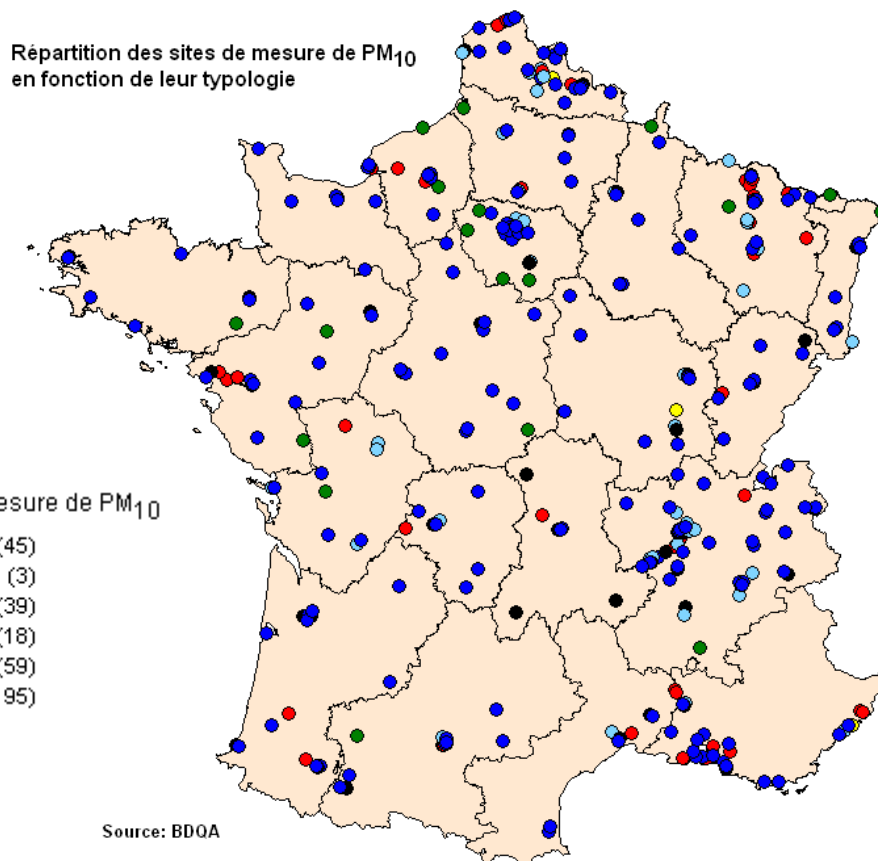 Répartition des sites de mesure de PM10
en fonction de leur typologie
esure de PM10
(45)
(3)
(39)
(18)
(59)
95)
Source: BDQA